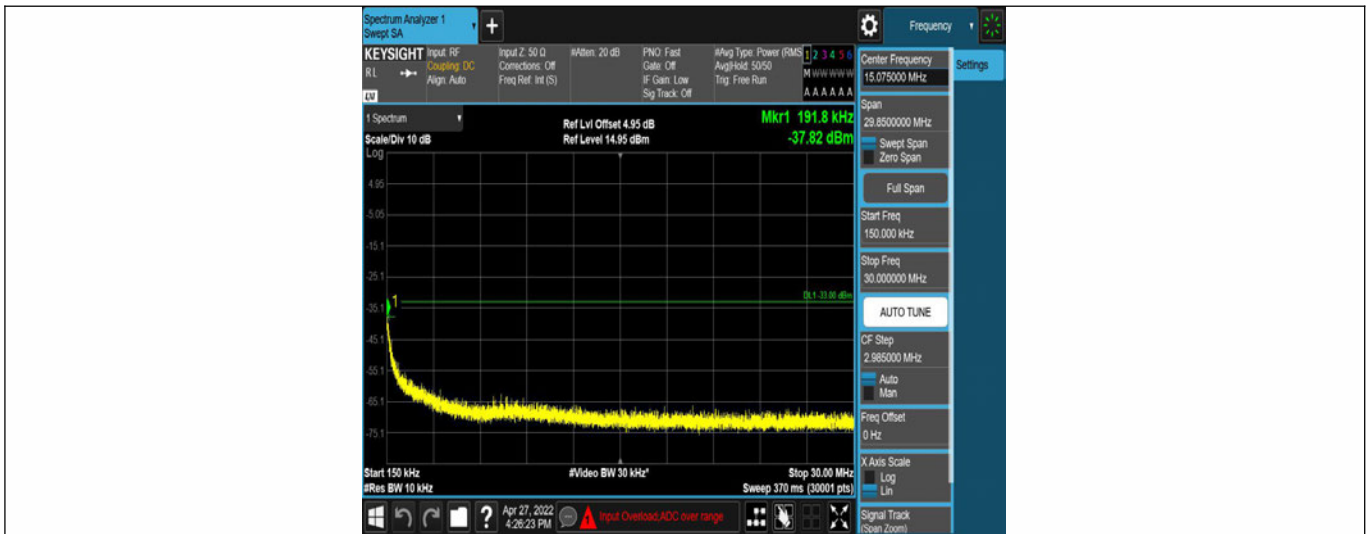 Spectrum Analyzer 1
Swept SA
+
Frequency
KEYSIGHT
RL
LXI
Input: RF
Coupling: DC
Align: Auto
Input Z: 50 Ω
Corrections: Off
Freq Ref: Int (S)
#Atten: 20 dB
PNO: Fast
Gate: Off
IF Gain: Low
Sig Track: Off
#Avg Type: Power (RMS
Avg|Hold: 50/50
Trig: Free Run
1 2 3 4 5 6
M W W W W W
A A A A A A
1 Spectrum
Scale/Div 10 dB
Log
Ref Lvl Offset 4.95 dB
Ref Level 14.95 dBm
Mkr1 191.8 kHz
-37.82 dBm
4.95
-5.05
-15.1
-25.1
-35.1
-45.1
-55.1
-65.1
-75.1
1
DL1 -33.00 dBm
Start 150 kHz
#Res BW 10 kHz
#Video BW 30 kHz*
Stop 30.00 MHz
Sweep 370 ms (30001 pts)
Center Frequency
15.075000 MHz
Settings
Span
29.8500000 MHz
Swept Span
Zero Span
Full Span
Start Freq
150.000 kHz
Stop Freq
30.000000 MHz
AUTO TUNE
CF Step
2.985000 MHz
Auto
Man
Freq Offset
0 Hz
X Axis Scale
Log
Lin
Signal Track
(Span Zoom)
?
Apr 27, 2022
4:26:23 PM
Input Overload;ADC over range